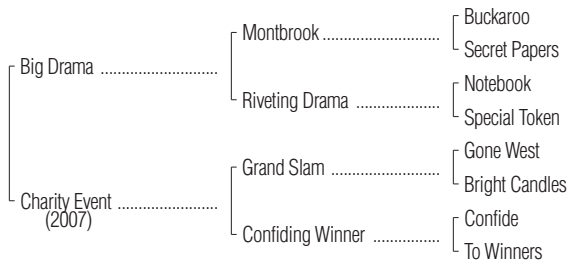 Buckaroo
Montbrook
Secret Papers
Big Drama
Notebook
Riveting Drama
Special Token
Gone West
Grand Slam
Bright Candles
Charity Event
(2007)
Confide
Confiding Winner
To Winners